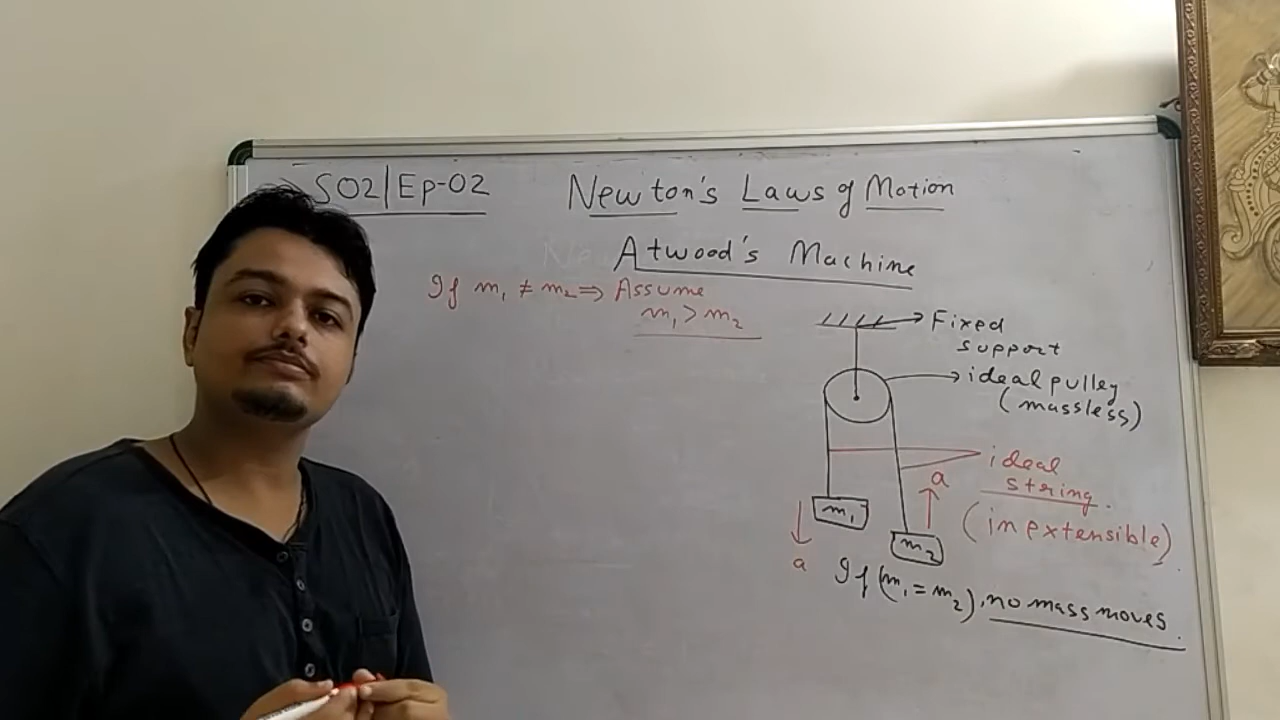 S02/Ep-02
Newton's Laws of Motion
Atwood's Machine
If m₁ ≠ m₂ ⇒ Assume
m₁ > m₂
Fixed
support
ideal pulley
(massless)
ideal
string.
(inextensible)
a
a
m₁
m₂
If (m₁ = m₂), no mass moves.